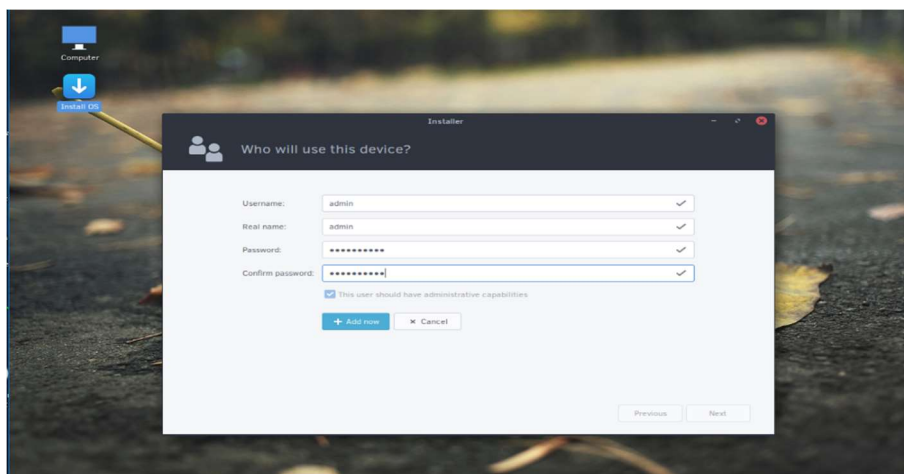 Computer
Install OS
Installer
Who will use this device?
Username: admin
Real name: admin
Password: ••••••••••
Confirm password: ••••••••••
This user should have administrative capabilities
+ Add now × Cancel
Previous Next